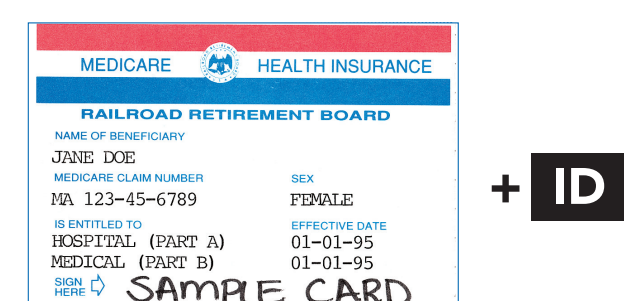 MEDICARE HEALTH INSURANCE
RAILROAD RETIREMENT BOARD
NAME OF BENEFICIARY
JANE DOE
MEDICARE CLAIM NUMBER SEX
MA 123-45-6789 FEMALE
IS ENTITLED TO EFFECTIVE DATE
HOSPITAL (PART A) 01-01-95
MEDICAL (PART B) 01-01-95
SIGN
HERE SAMPLE CARD
+ ID